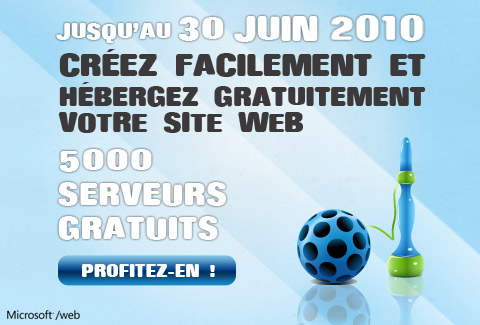 JUSQU'AU 30 JUIN 2010
CRÉEZ FACILEMENT ET
HÉBERGEZ GRATUITEMENT
VOTRE SITE WEB
5000
SERVEURS
GRATUITS
PROFITEZ-EN !
Microsoft /web